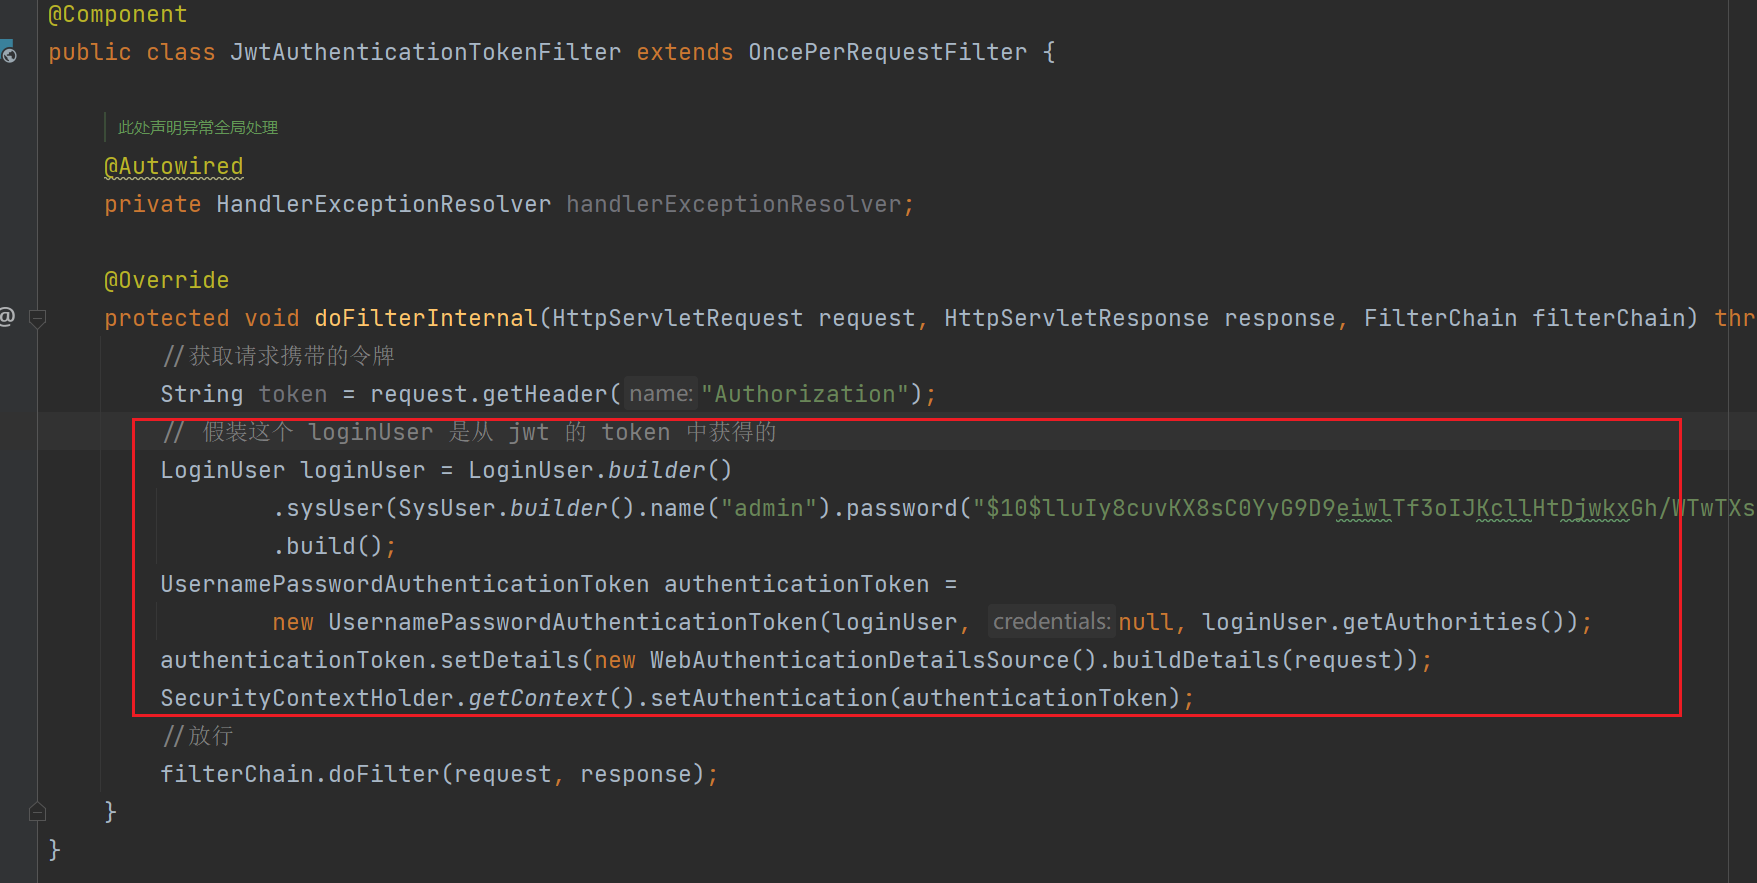 @Component
public class JwtAuthenticationTokenFilter extends OncePerRequestFilter {
此处声明异常全局处理
@Autowired
private HandlerExceptionResolver handlerExceptionResolver;
@Override
@
protected void doFilterInternal(HttpServletRequest request, HttpServletResponse response, FilterChain filterChain) thr
//获取请求携带的令牌
String token = request.getHeader( name: "Authorization");
// 假装这个 loginUser 是从 jwt 的 token 中获得的
LoginUser loginUser = LoginUser.builder()
.sysUser(SysUser.builder().name("admin").password("$10$lluIy8cuvKX8sC0YyG9D9eiwlTf3oIJKcllHtDjwkxGh/WTwTXs
.build();
UsernamePasswordAuthenticationToken authenticationToken =
new UsernamePasswordAuthenticationToken(loginUser, credentials: null, loginUser.getAuthorities());
authenticationToken.setDetails(new WebAuthenticationDetailsSource().buildDetails(request));
SecurityContextHolder.getContext().setAuthentication(authenticationToken);
//放行
filterChain.doFilter(request, response);
}
}